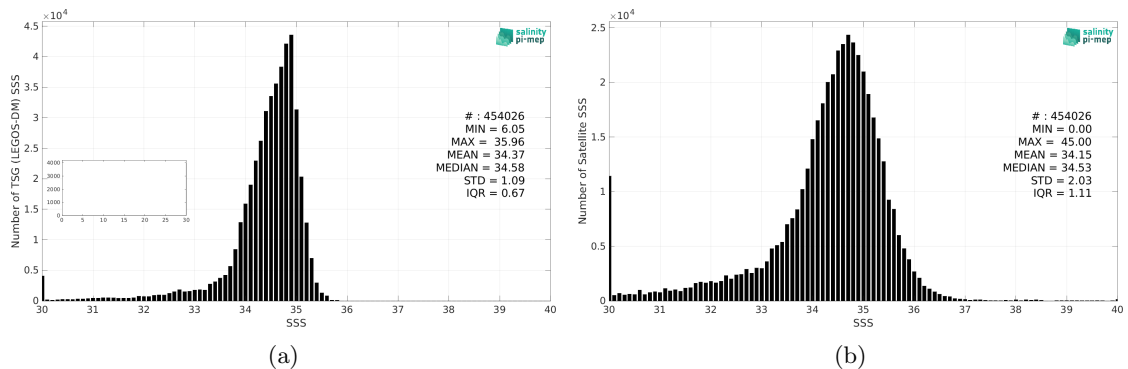 ×10⁴
4.5
4
3.5
3
2.5
2
1.5
1
0.5
0
Number of TSG (LEGOS-DM) SSS
salinity
pi-mep
# : 454026
MIN = 6.05
MAX = 35.96
MEAN = 34.37
MEDIAN = 34.58
STD = 1.09
IQR = 0.67
4000
3000
2000
1000
0
0 5 10 15 20 25 30
30 31 32 33 34 35 36 37 38 39 40
SSS
(a)
×10⁴
2.5
2
1.5
1
0.5
0
Number of Satellite SSS
salinity
pi-mep
# : 454026
MIN = 0.00
MAX = 45.00
MEAN = 34.15
MEDIAN = 34.53
STD = 2.03
IQR = 1.11
30 31 32 33 34 35 36 37 38 39 40
SSS
(b)